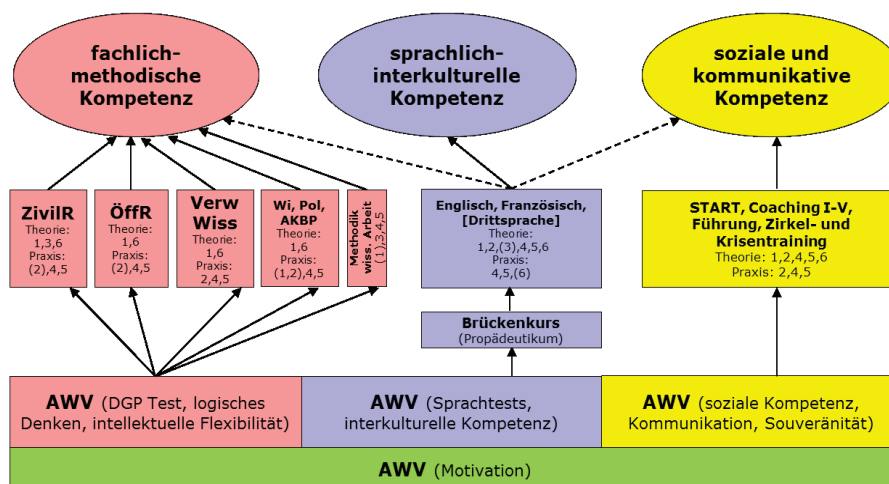 fachlich-
methodische
Kompetenz
sprachlich-
interkulturelle
Kompetenz
soziale und
kommunikative
Kompetenz
ZivilR
Theorie:
1,3,6
Praxis:
(2),4,5
ÖffR
Theorie:
1,6
Praxis:
(2),4,5
Verw
Wiss
Theorie:
1,6
Praxis:
2,4,5
Wi, Pol,
AKBP
Theorie:
1,6
Praxis:
(1,2),4,5
Methodik
wiss. Arbeit
(1),3,4,5
Englisch, Französisch,
[Drittsprache]
Theorie:
1,2,(3),4,5,6
Praxis:
4,5,(6)
START, Coaching I-V,
Führung, Zirkel- und
Krisentraining
Theorie: 1,2,4,5,6
Praxis: 2,4,5
Brückenkurs
(Propädeutikum)
AWV (DGP Test, logisches
Denken, intellektuelle Flexibilität)
AWV (Sprachtests,
interkulturelle Kompetenz)
AWV (soziale Kompetenz,
Kommunikation, Souveränität)
AWV (Motivation)